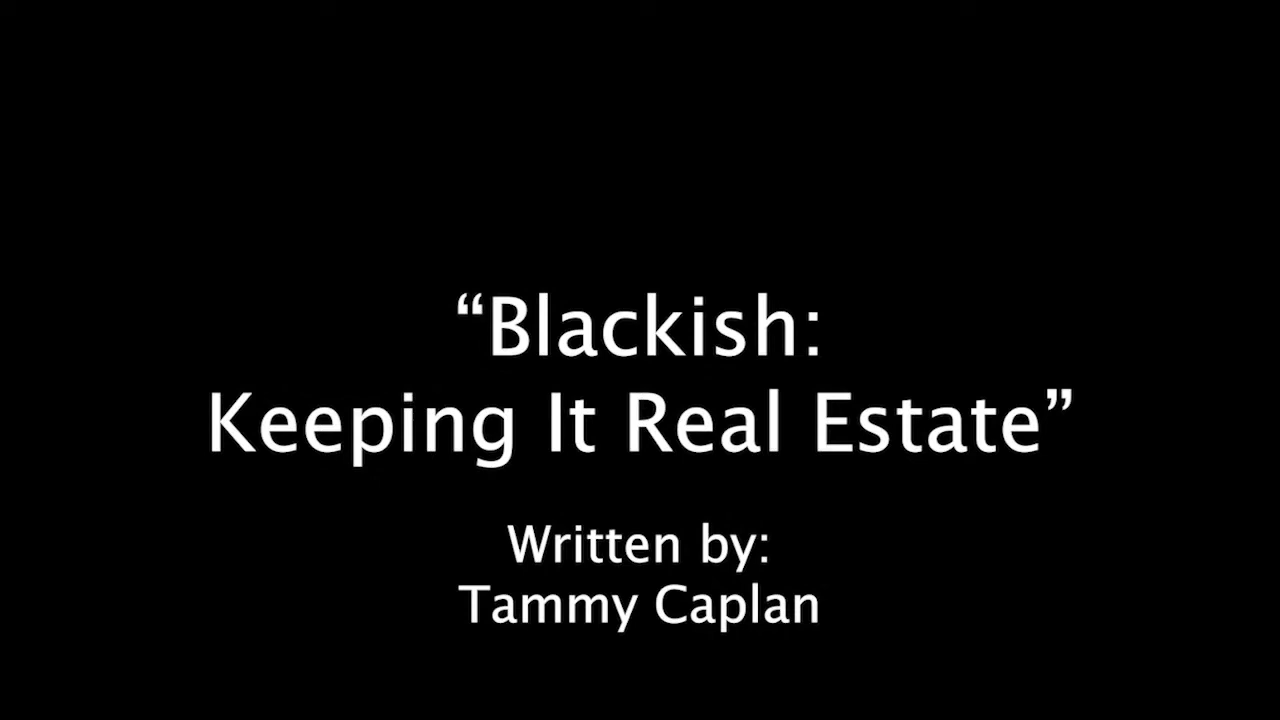 “Blackish:
Keeping It Real Estate”
Written by:
Tammy Caplan